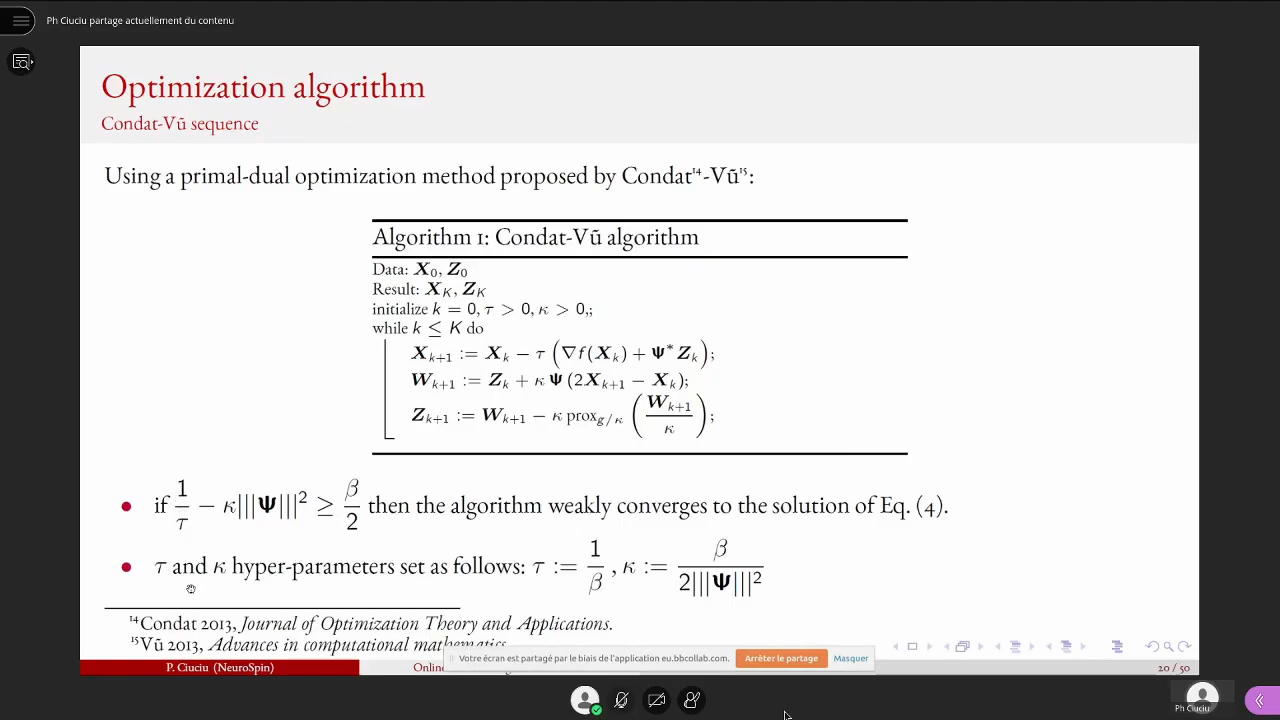 Ph Ciuciu partage actuellement du contenu
Optimization algorithm
Condat-Vũ sequence
Using a primal-dual optimization method proposed by Condat¹⁴-Vũ¹⁵:
Algorithm 1: Condat-Vũ algorithm
Data: X₀, Z₀
Result: X_K, Z_K
initialize k = 0, τ > 0, κ > 0,;
while k ≤ K do
X_{k+1} := X_k − τ (∇f(X_k) + Ψ* Z_k);
W_{k+1} := Z_k + κ Ψ (2X_{k+1} − X_k);
Z_{k+1} := W_{k+1} − κ prox_{g/κ} (W_{k+1}/κ);
• if 1/τ − κ|||Ψ|||² ≥ β/2 then the algorithm weakly converges to the solution of Eq. (4).
• τ and κ hyper-parameters set as follows: τ := 1/β , κ := β/(2|||Ψ|||²)
¹⁴Condat 2013, Journal of Optimization Theory and Applications.
¹⁵Vũ 2013, Advances in computational mathematics.
Votre écran est partagé par le biais de l'application eu.bbcollab.com. Arrêter le partage Masquer
P. Ciuciu (NeuroSpin) Online 20 / 50
Ph Ciuciu